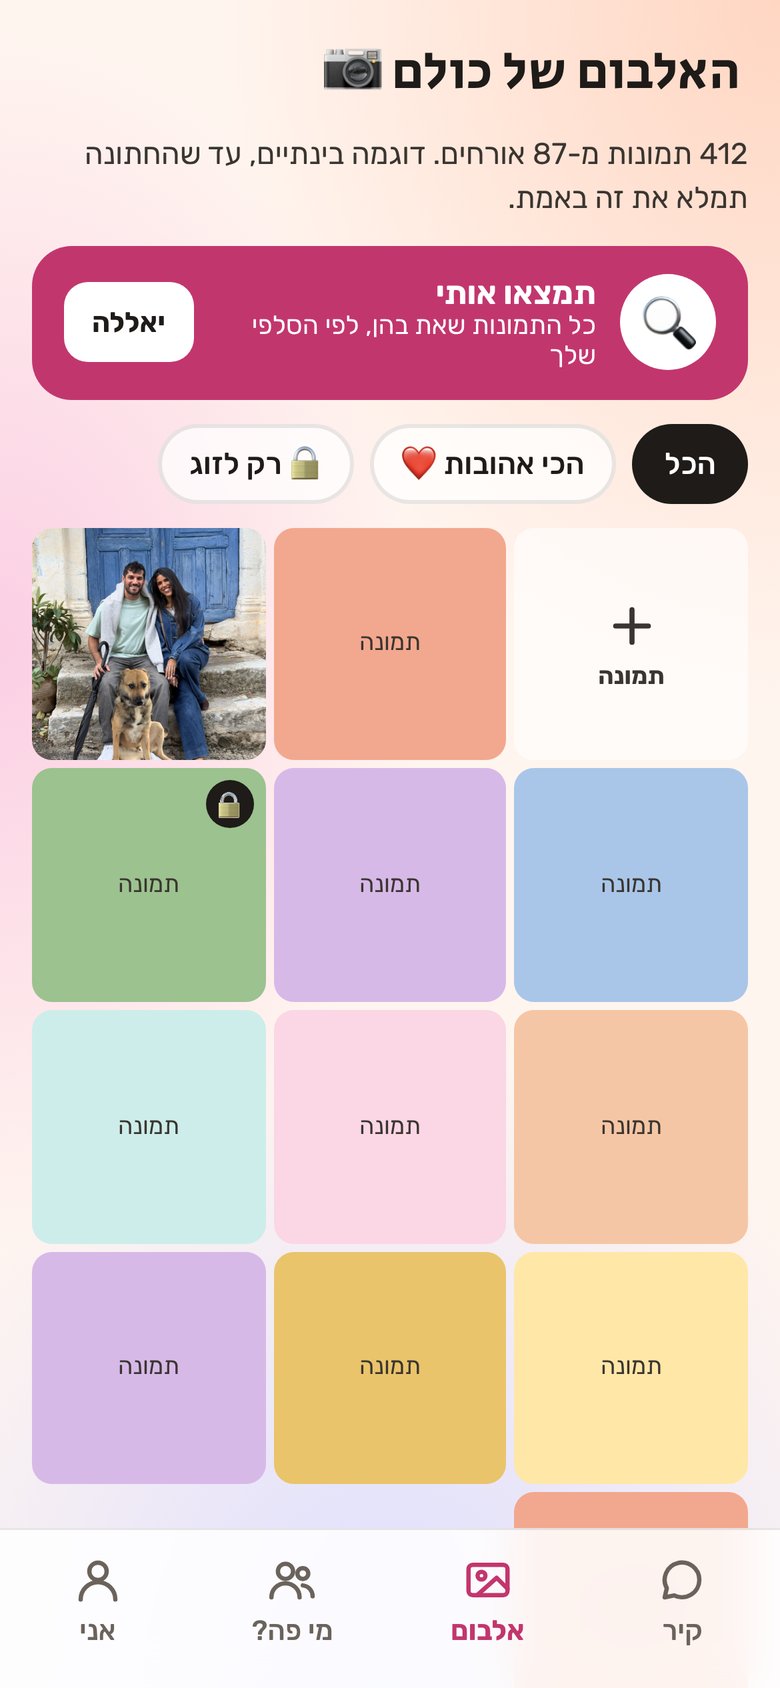 האלבום של כולם 📷
412 תמונות מ-87 אורחים. דוגמה בינתיים, עד שהחתונה
תמלא את זה באמת.
תמצאו אותי
כל התמונות שאת בהן, לפי הסלפי
שלך
יאללה
הכל
הכי אהובות ❤️
🔒 רק לזוג
תמונה
תמונה
תמונה
תמונה
תמונה
תמונה
תמונה
תמונה
תמונה
תמונה
תמונה
קיר
אלבום
מי פה?
אני